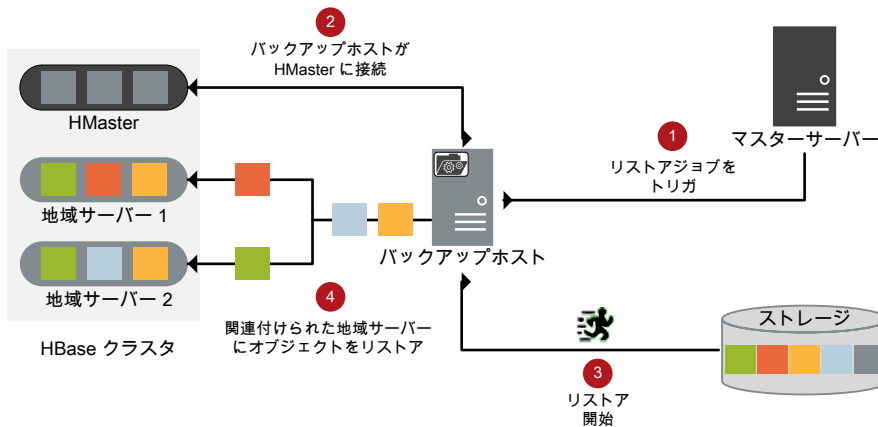 2
バックアップホストが
HMaster に接続
HMaster
1
マスターサーバー
リストアジョブを
トリガ
地域サーバー 1
バックアップホスト
地域サーバー 2
4
関連付けられた地域サーバー
にオブジェクトをリストア
HBase クラスタ
ストレージ
3
リストア
開始